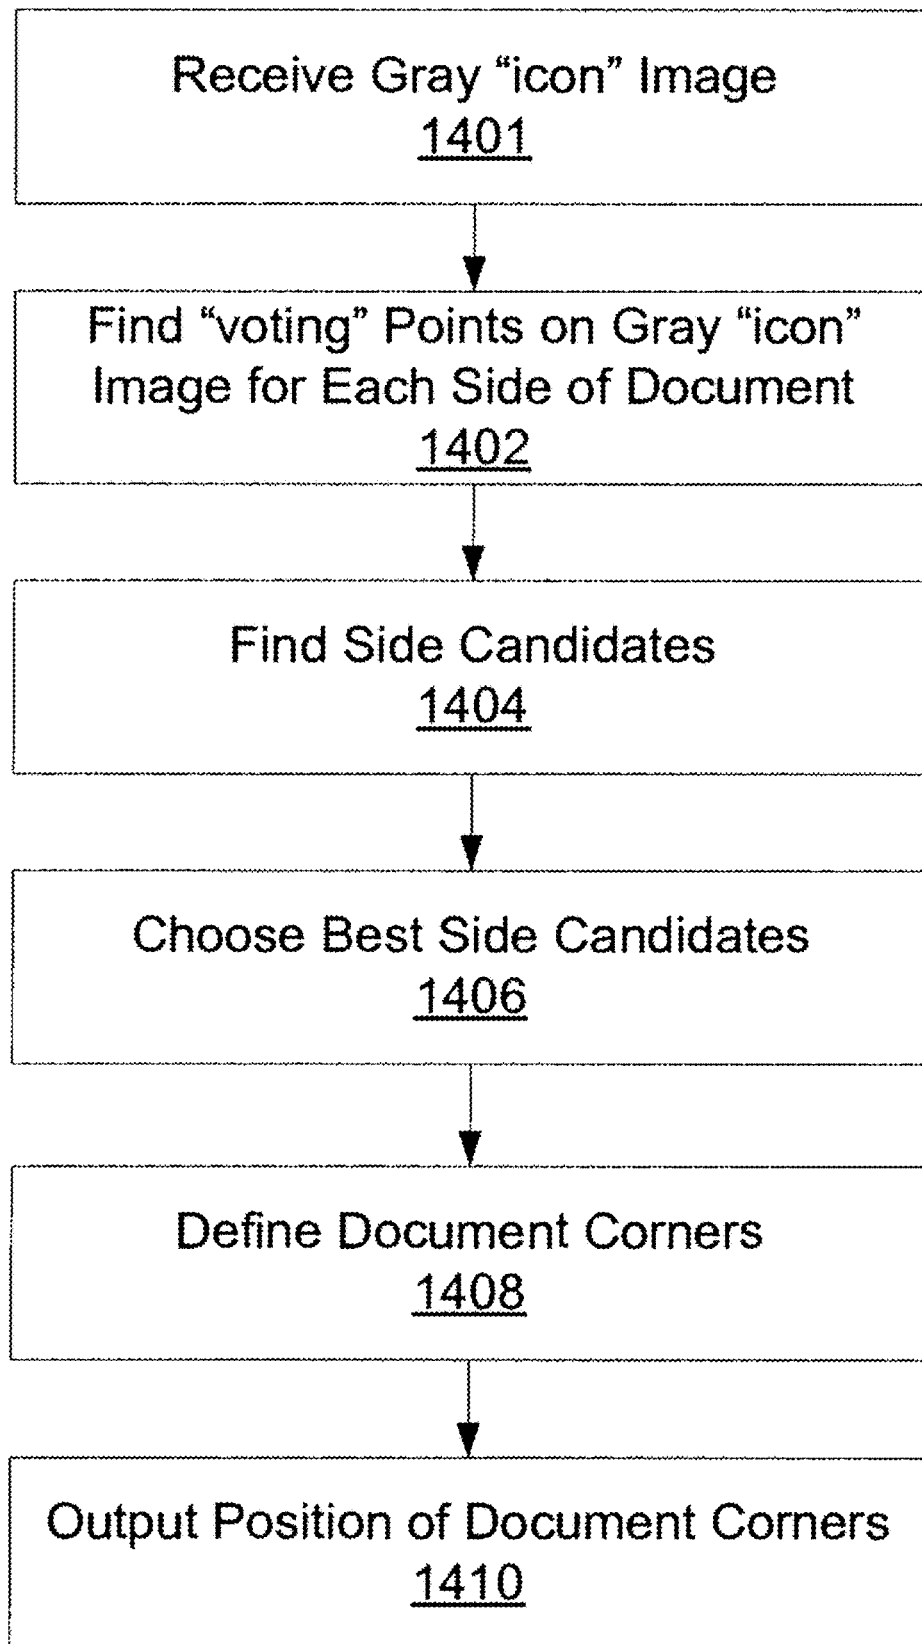 Receive Gray “icon” Image
1401
Find “voting” Points on Gray “icon”
Image for Each Side of Document
1402
Find Side Candidates
1404
Choose Best Side Candidates
1406
Define Document Corners
1408
Output Position of Document Corners
1410